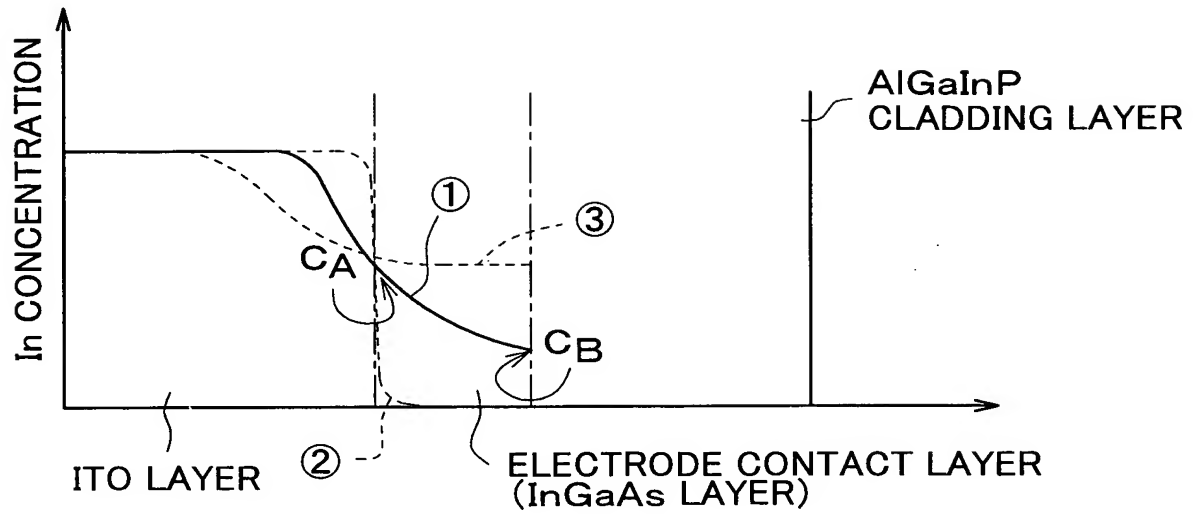 In CONCENTRATION
AlGaInP
CLADDING LAYER
①
③
CA
CB
②
ITO LAYER
ELECTRODE CONTACT LAYER
(InGaAs LAYER)